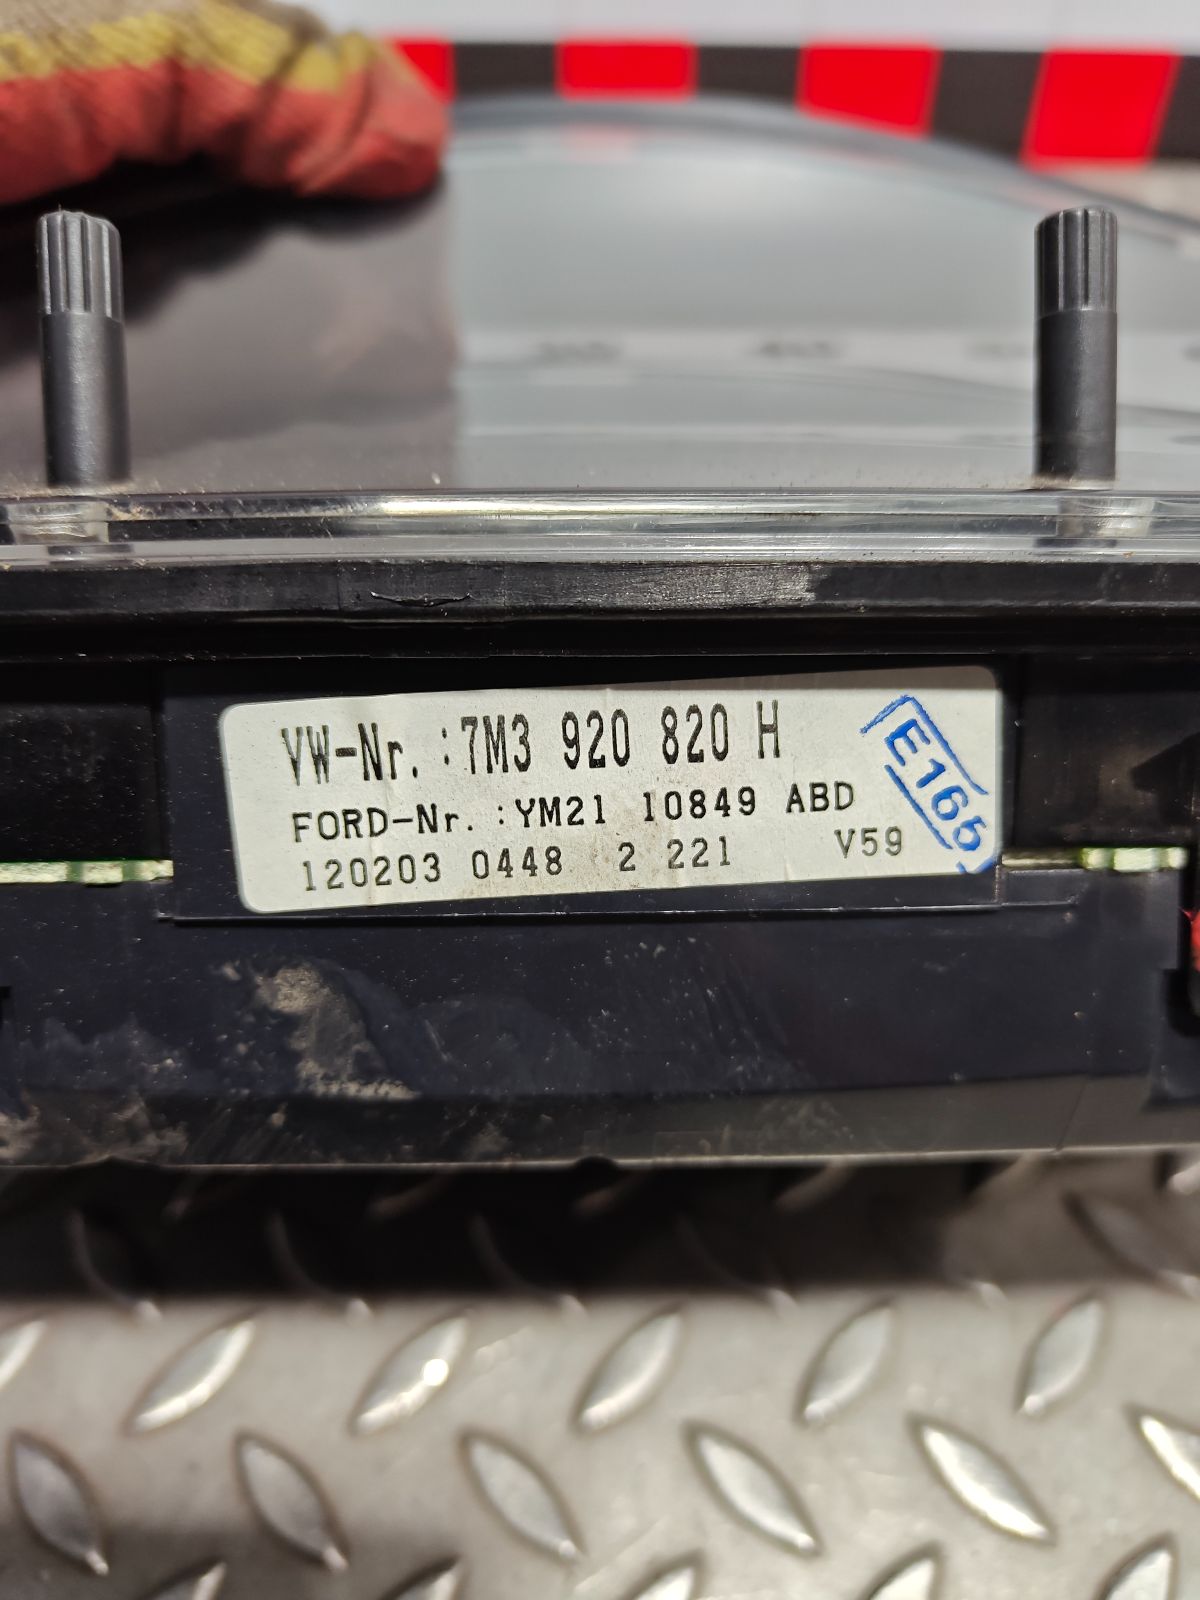 VW-Nr. :7M3 920 820 H
FORD-Nr. :YM21 10849 ABD
120203 0448 2 221 V59
E165